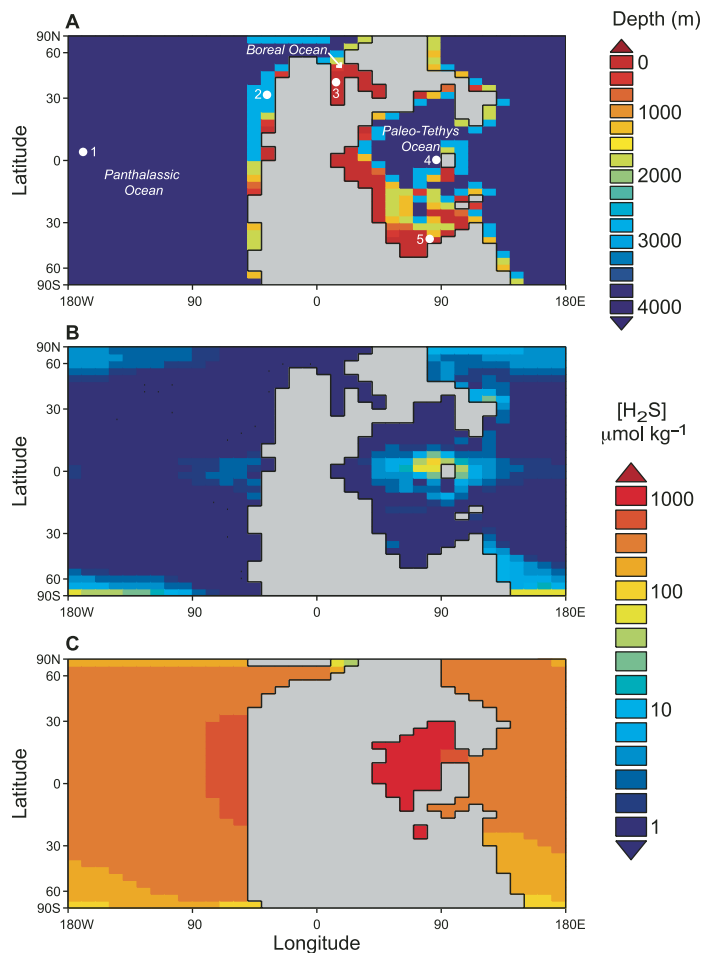 A
Depth (m)
90N
60
30
0
30
60
90S
Latitude
Boreal Ocean
2
3
1
Panthalassic
Ocean
Paleo-Tethys
Ocean
4
5
180W
90
0
90
180E
0
1000
2000
3000
4000
B
90N
60
30
0
30
60
90S
Latitude
180W
90
0
90
180E
[H₂S]
μmol kg⁻¹
1000
100
10
1
C
90N
60
30
0
30
60
90S
Latitude
180W
90
0
90
180E
Longitude